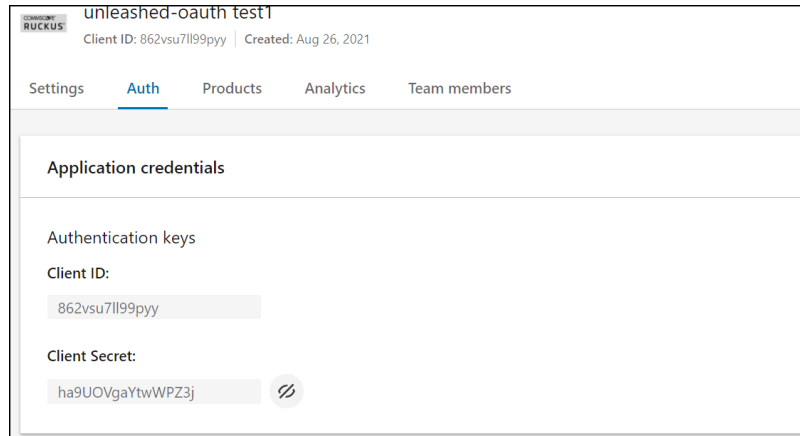 unleashed-oauth test1
COMMSCOPE
RUCKUS
Client ID: 862vsu7ll99pyy | Created: Aug 26, 2021
Settings Auth Products Analytics Team members
Application credentials
Authentication keys
Client ID:
862vsu7ll99pyy
Client Secret:
ha9UOVgaYtwWPZ3j